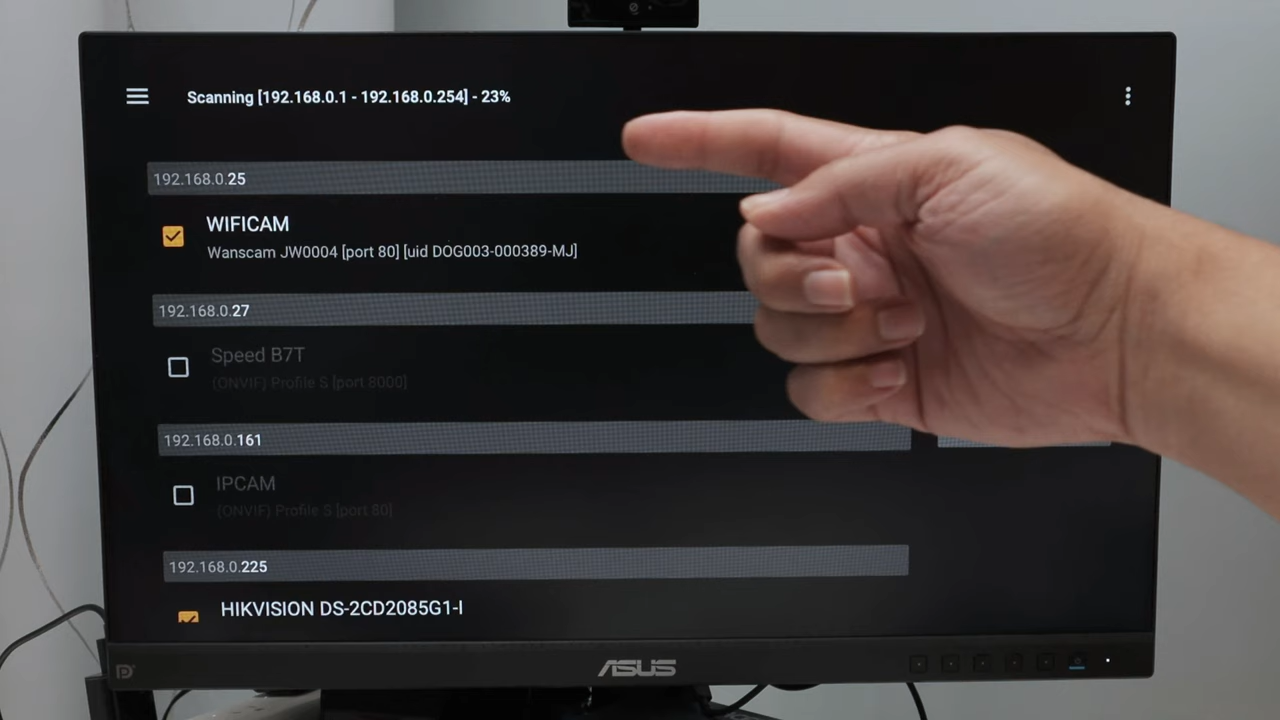 Scanning [192.168.0.1 - 192.168.0.254] - 23%
192.168.0.25
WIFICAM
Wanscam JW0004 [port 80] [uid DOG003-000389-MJ]
192.168.0.27
Speed B7T
(ONVIF) Profile S [port 8000]
192.168.0.161
IPCAM
(ONVIF) Profile S [port 80]
192.168.0.225
HIKVISION DS-2CD2085G1-I
ASUS